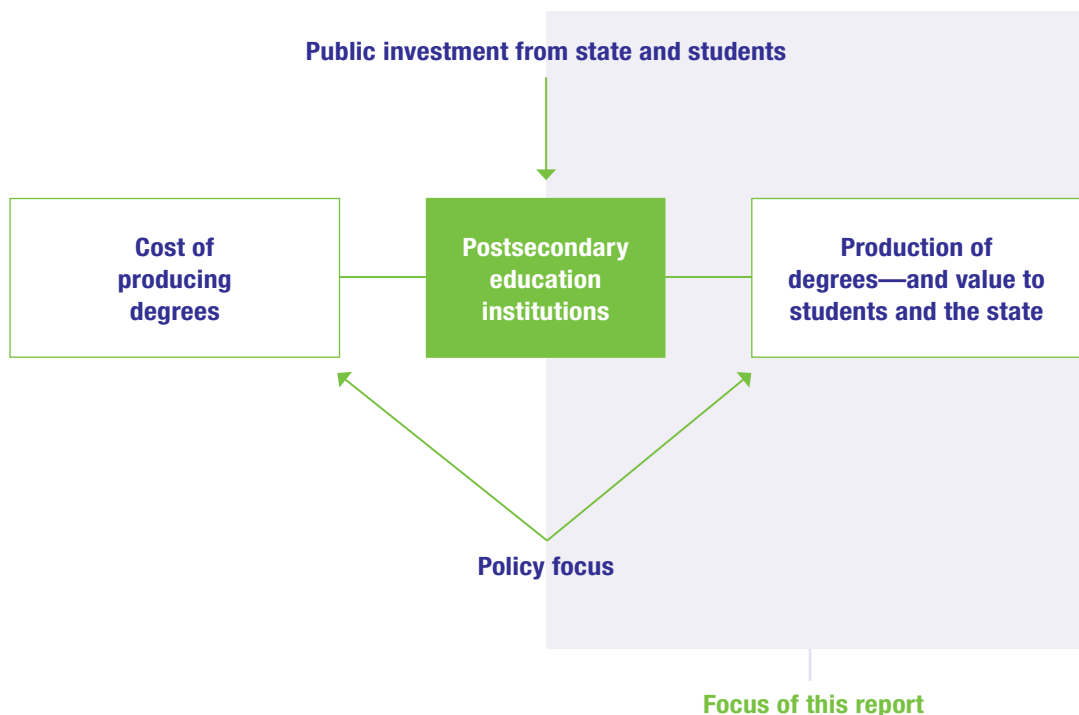 Public investment from state and students
Cost of
producing
degrees
Postsecondary
education
institutions
Production of
degrees—and value to
students and the state
Policy focus
Focus of this report